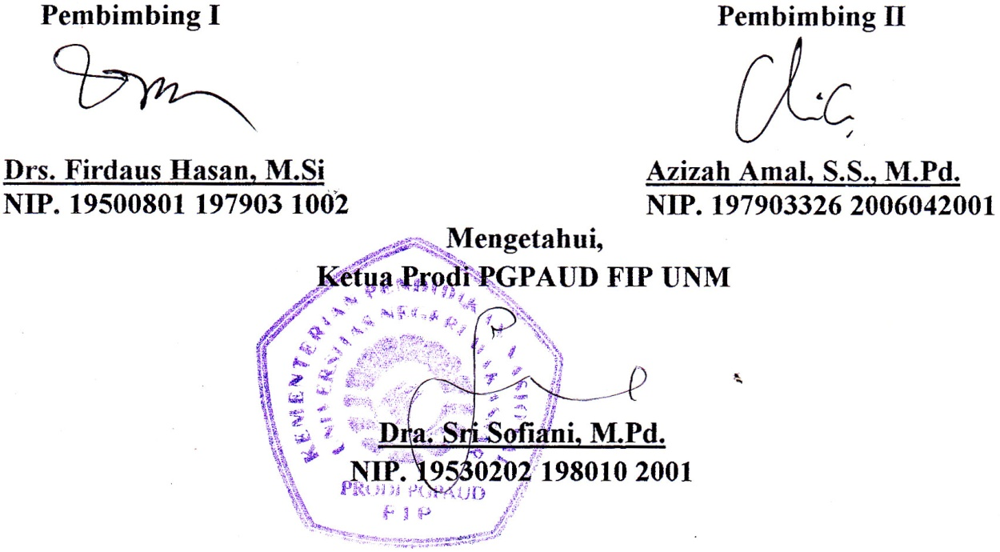 Pembimbing I
Pembimbing II
Drs. Firdaus Hasan, M.Si
NIP. 19500801 197903 1002
Azizah Amal, S.S., M.Pd.
NIP. 197903326 2006042001
Mengetahui,
Ketua Prodi PGPAUD FIP UNM
KEMENTERIAN PENDIDIKAN NASIONAL
UNIVERSITAS NEGERI MAKASSAR
Dra. Sri Sofiani, M.Pd.
NIP. 19530202 198010 2001
PRODI PGPAUD
FIP